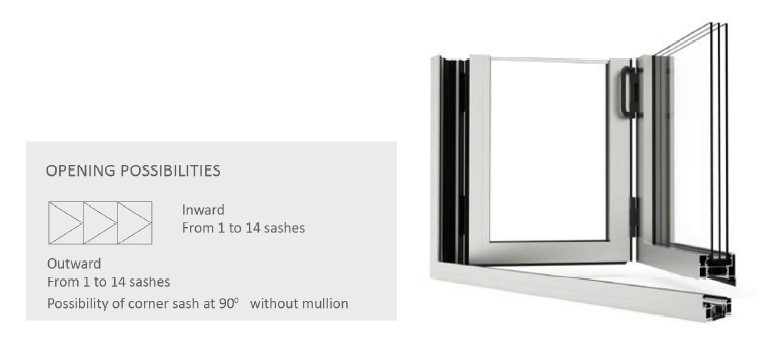 OPENING POSSIBILITIES
Inward
From 1 to 14 sashes
Outward
From 1 to 14 sashes
Possibility of corner sash at 90º without mullion